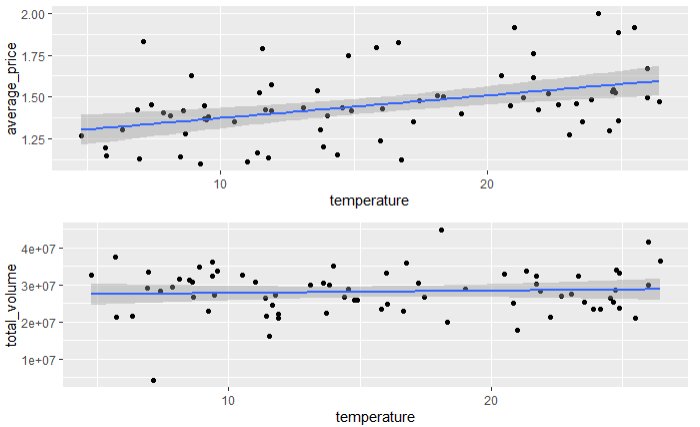 2.00
1.75
1.50
1.25
average_price
10
20
temperature
4e+07
3e+07
2e+07
1e+07
total_volume
10
20
temperature